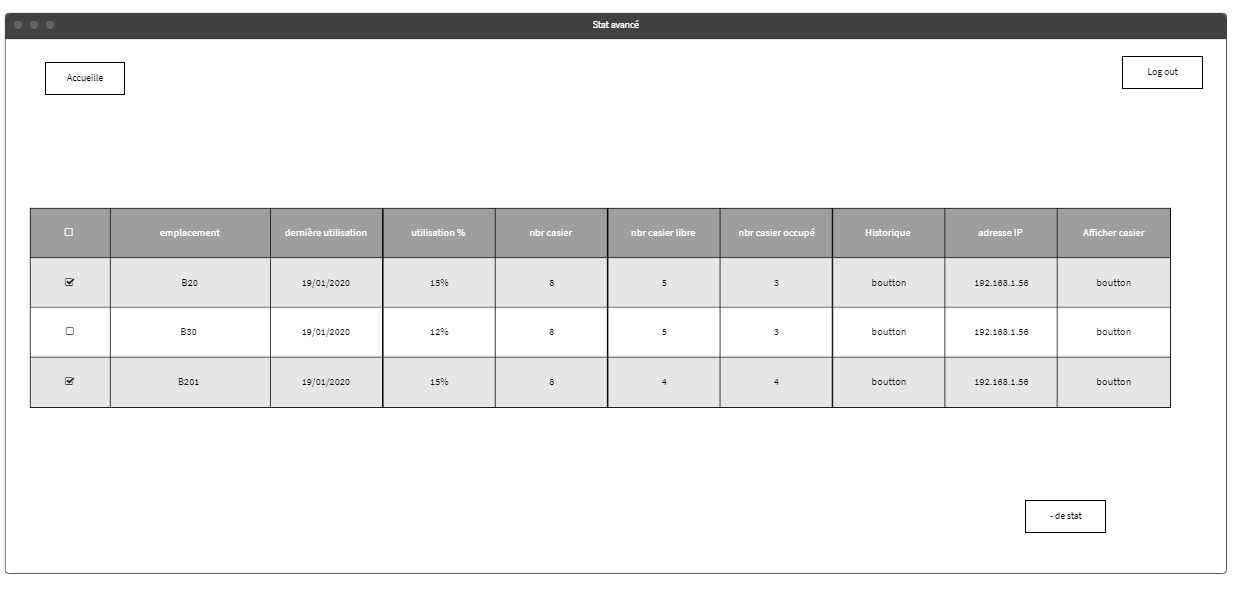 Stat avancé
Accueille
Log out
emplacement dernière utilisation utilisation % nbr casier nbr casier libre nbr casier occupé Historique adresse IP Afficher casier
B20 19/01/2020 15% 8 5 3 boutton 192.168.1.56 boutton
B30 19/01/2020 12% 8 5 3 boutton 192.168.1.56 boutton
B201 19/01/2020 15% 8 4 4 boutton 192.168.1.56 boutton
- de stat